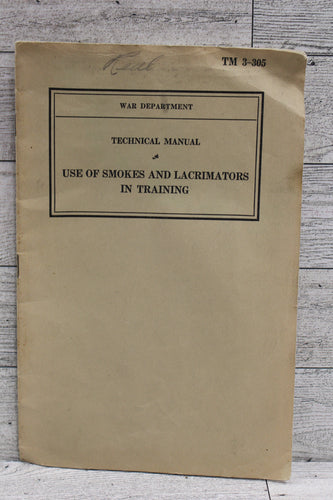 TM 3-305
WAR DEPARTMENT
TECHNICAL MANUAL
USE OF SMOKES AND LACRIMATORS
IN TRAINING